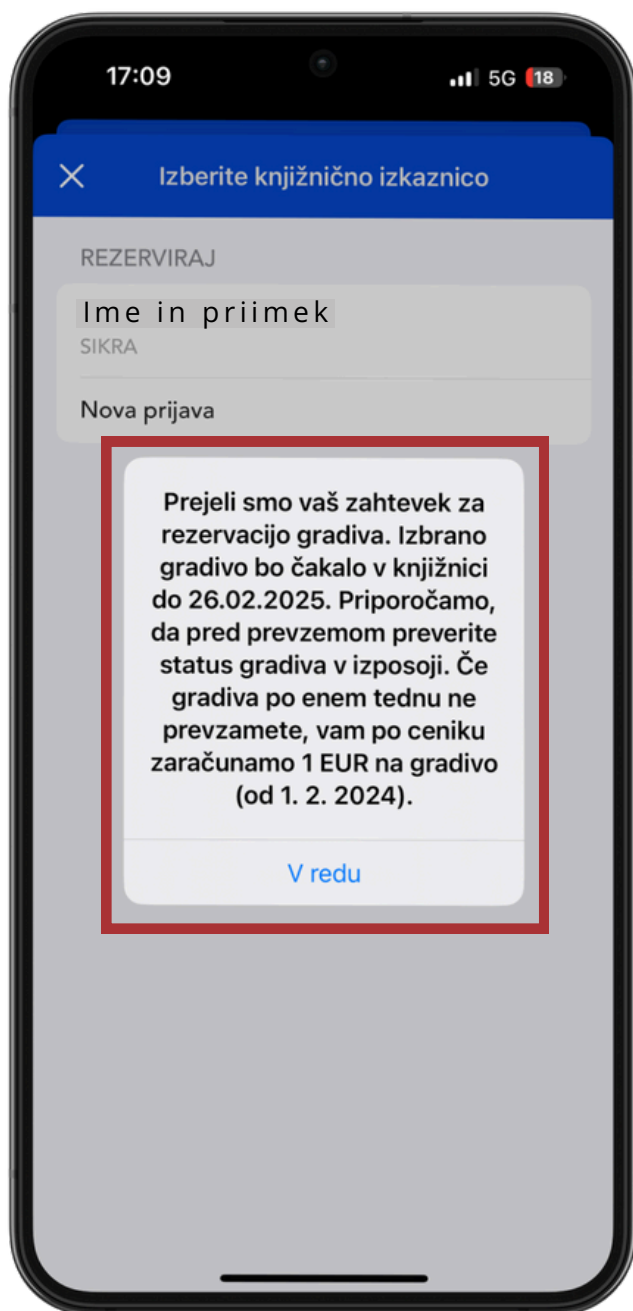 17:09
5G 18
Izberite knjižnično izkaznico
REZERVIRAJ
Ime in priimek
SIKRA
Nova prijava
Prejeli smo vaš zahtevek za
rezervacijo gradiva. Izbrano
gradivo bo čakalo v knjižnici
do 26.02.2025. Priporočamo,
da pred prevzemom preverite
status gradiva v izposoji. Če
gradiva po enem tednu ne
prevzamete, vam po ceniku
zaračunamo 1 EUR na gradivo
(od 1. 2. 2024).
V redu